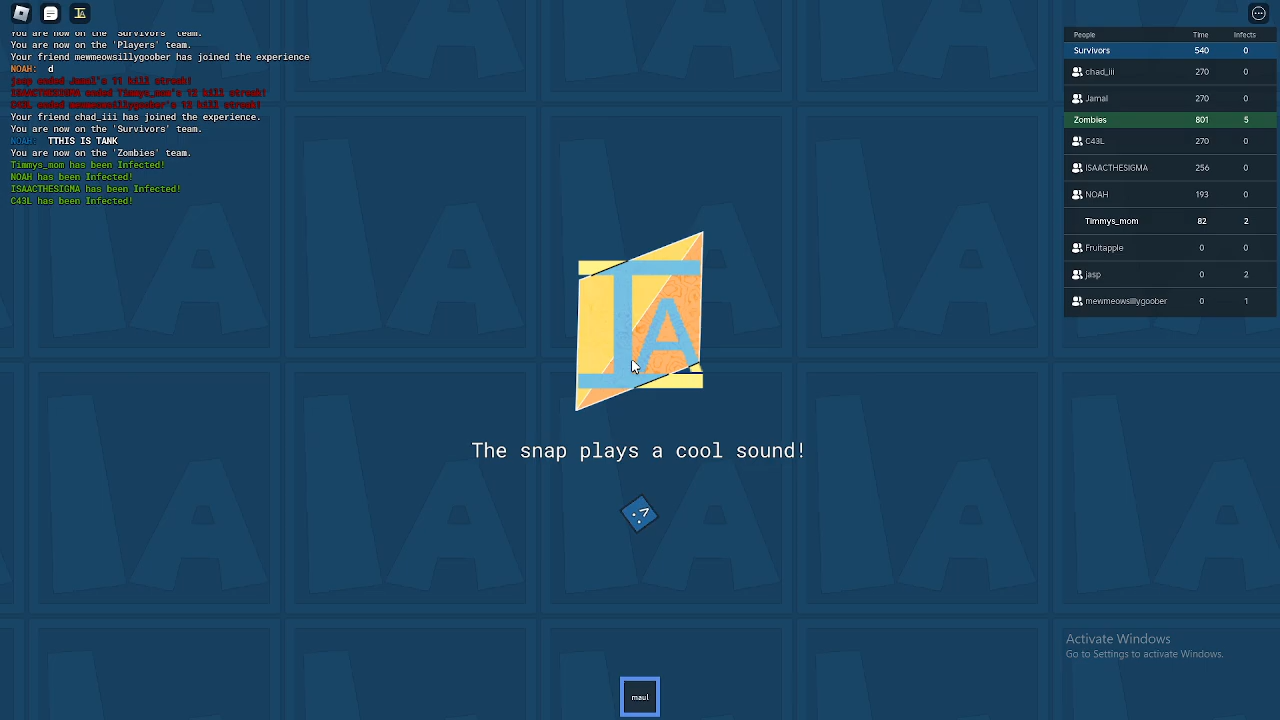 You are now on the 'Survivors' team.
You are now on the 'Players' team.
Your friend mewmeowsillygoober has joined the experience
NOAH: d
jasp ended Jamal's 11 kill streak!
ISAACTHESIGMA ended Timmys_mom's 12 kill streak!
C43L ended mewmeowsillygoober's 12 kill streak!
Your friend chad_iii has joined the experience.
You are now on the 'Survivors' team.
NOAH: TTHIS IS TANK
You are now on the 'Zombies' team.
Timmys_mom has been Infected!
NOAH has been Infected!
ISAACTHESIGMA has been Infected!
C43L has been Infected!
People Time Infects
Survivors 540 0
chad_iii 270 0
Jamal 270 0
Zombies 801 5
C43L 270 0
ISAACTHESIGMA 256 0
NOAH 193 0
Timmys_mom 82 2
Fruitapple 0 0
jasp 0 2
mewmeowsillygoober 0 1
IA
The snap plays a cool sound!
Activate Windows
Go to Settings to activate Windows.
maul